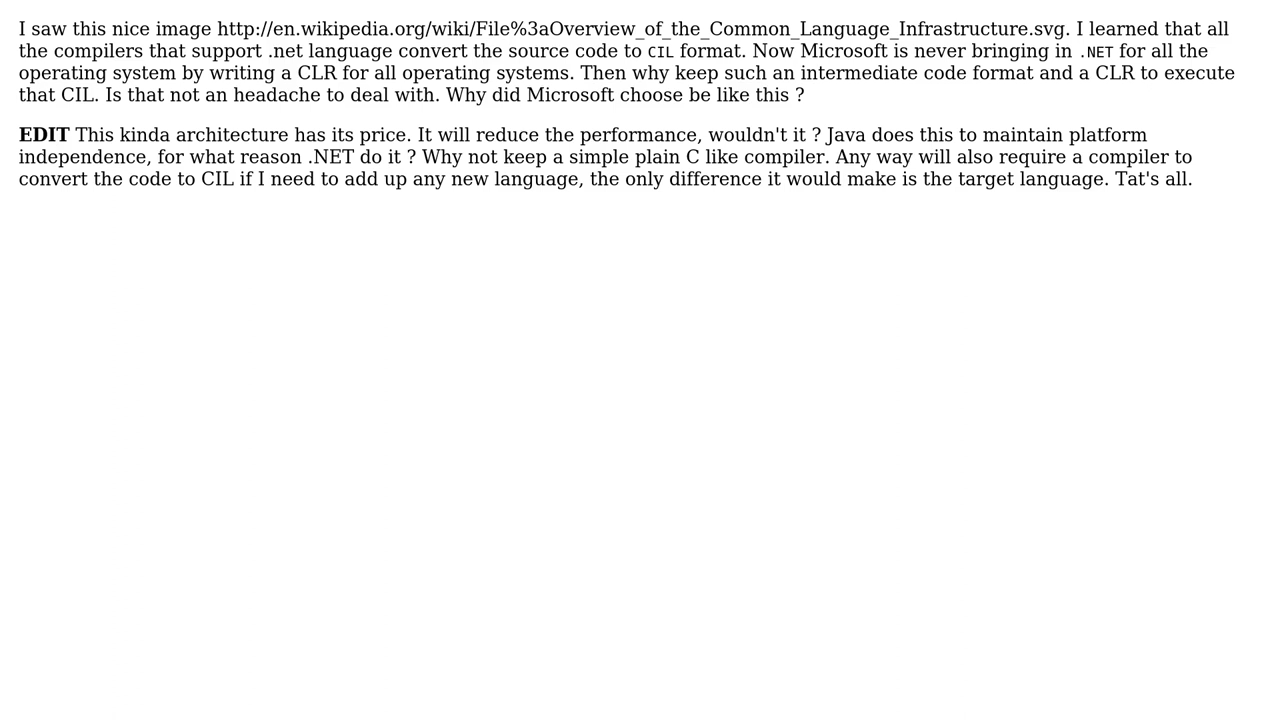 I saw this nice image http://en.wikipedia.org/wiki/File%3aOverview_of_the_Common_Language_Infrastructure.svg. I learned that all
the compilers that support .net language convert the source code to CIL format. Now Microsoft is never bringing in .NET for all the
operating system by writing a CLR for all operating systems. Then why keep such an intermediate code format and a CLR to execute
that CIL. Is that not an headache to deal with. Why did Microsoft choose be like this ?
EDIT This kinda architecture has its price. It will reduce the performance, wouldn't it ? Java does this to maintain platform
independence, for what reason .NET do it ? Why not keep a simple plain C like compiler. Any way will also require a compiler to
convert the code to CIL if I need to add up any new language, the only difference it would make is the target language. Tat's all.